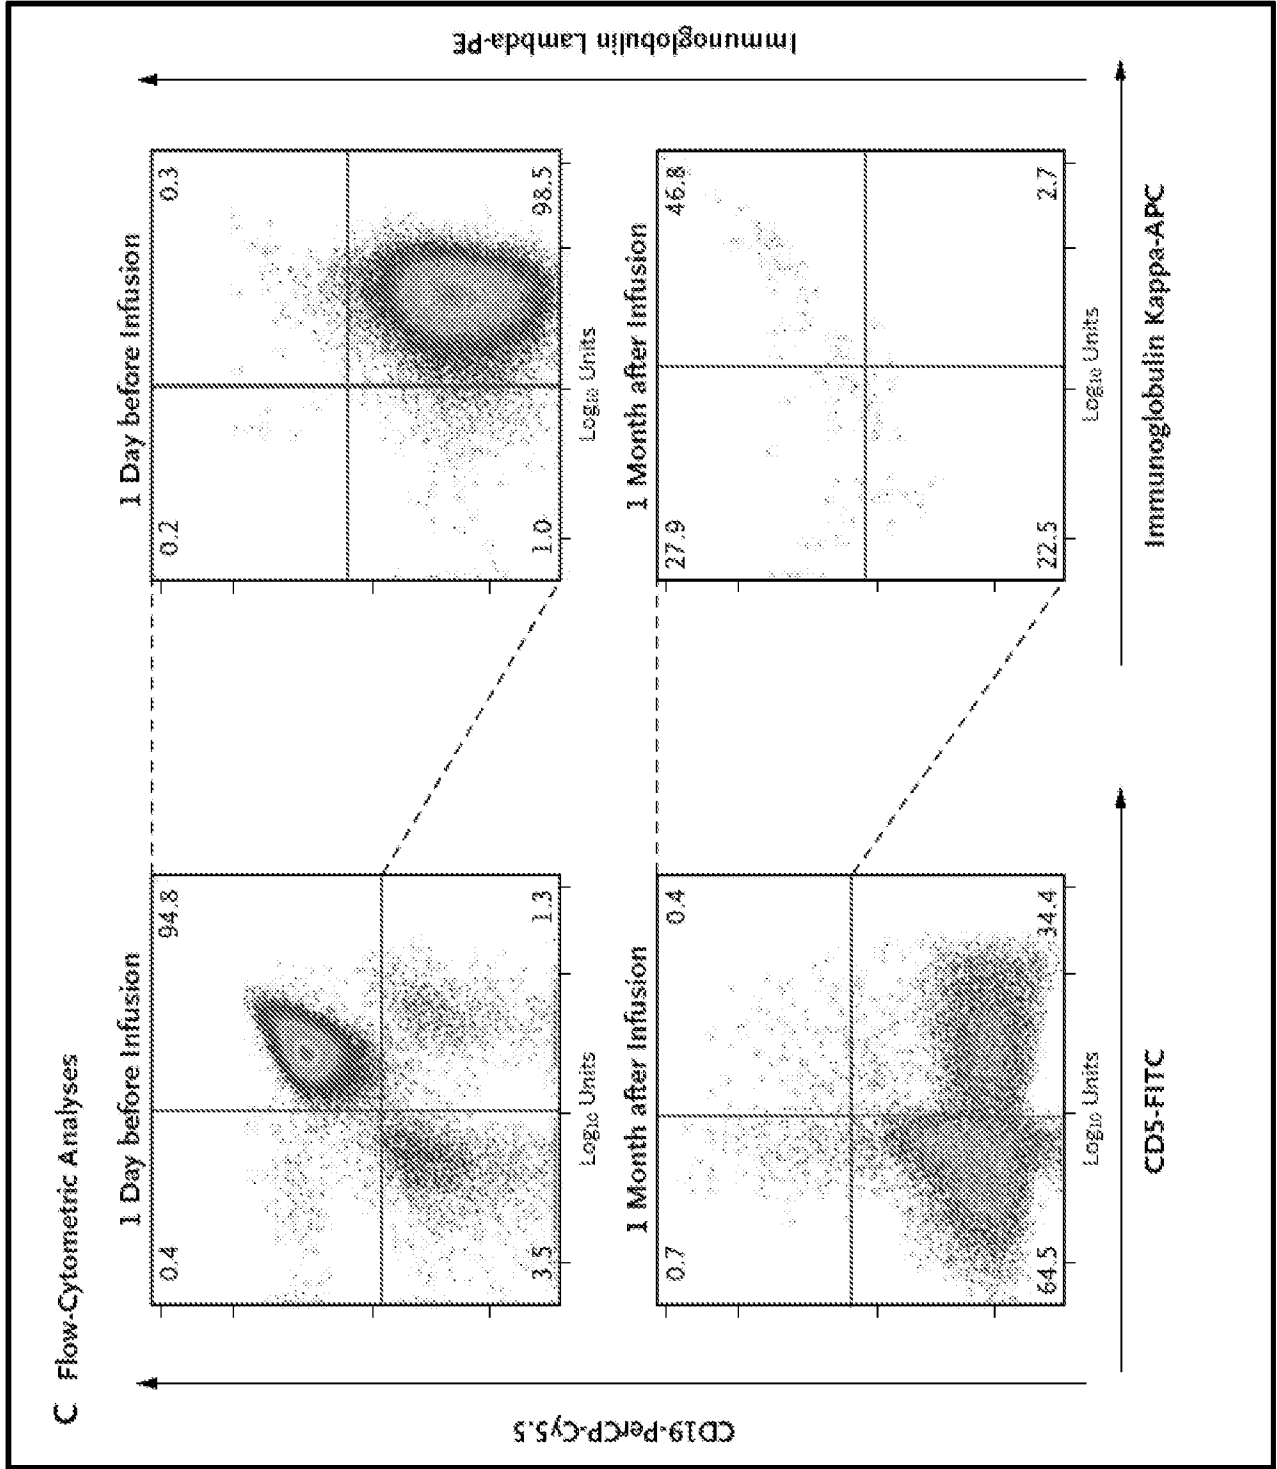 C Flow-Cytometric Analyses
1 Day before Infusion
0.4
94.8
3.5
1.3
Log₁₀ Units
1 Day before Infusion
0.2
0.3
1.0
98.5
Log₁₀ Units
1 Month after Infusion
0.7
0.4
64.5
34.4
Log₁₀ Units
1 Month after Infusion
27.9
46.8
22.5
2.7
Log₁₀ Units
CD19-PerCP-Cy5.5
CD5-FITC
Immunoglobulin Kappa-APC
Immunoglobulin Lambda-PE